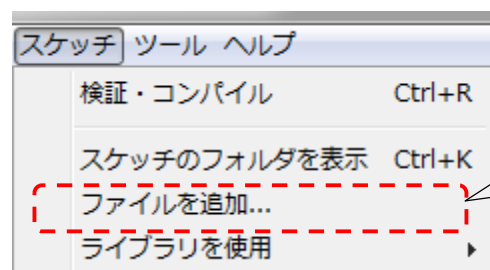 スケッチ ツール ヘルプ
検証・コンパイル Ctrl+R
スケッチのフォルダを表示 Ctrl+K
ファイルを追加...
ライブラリを使用